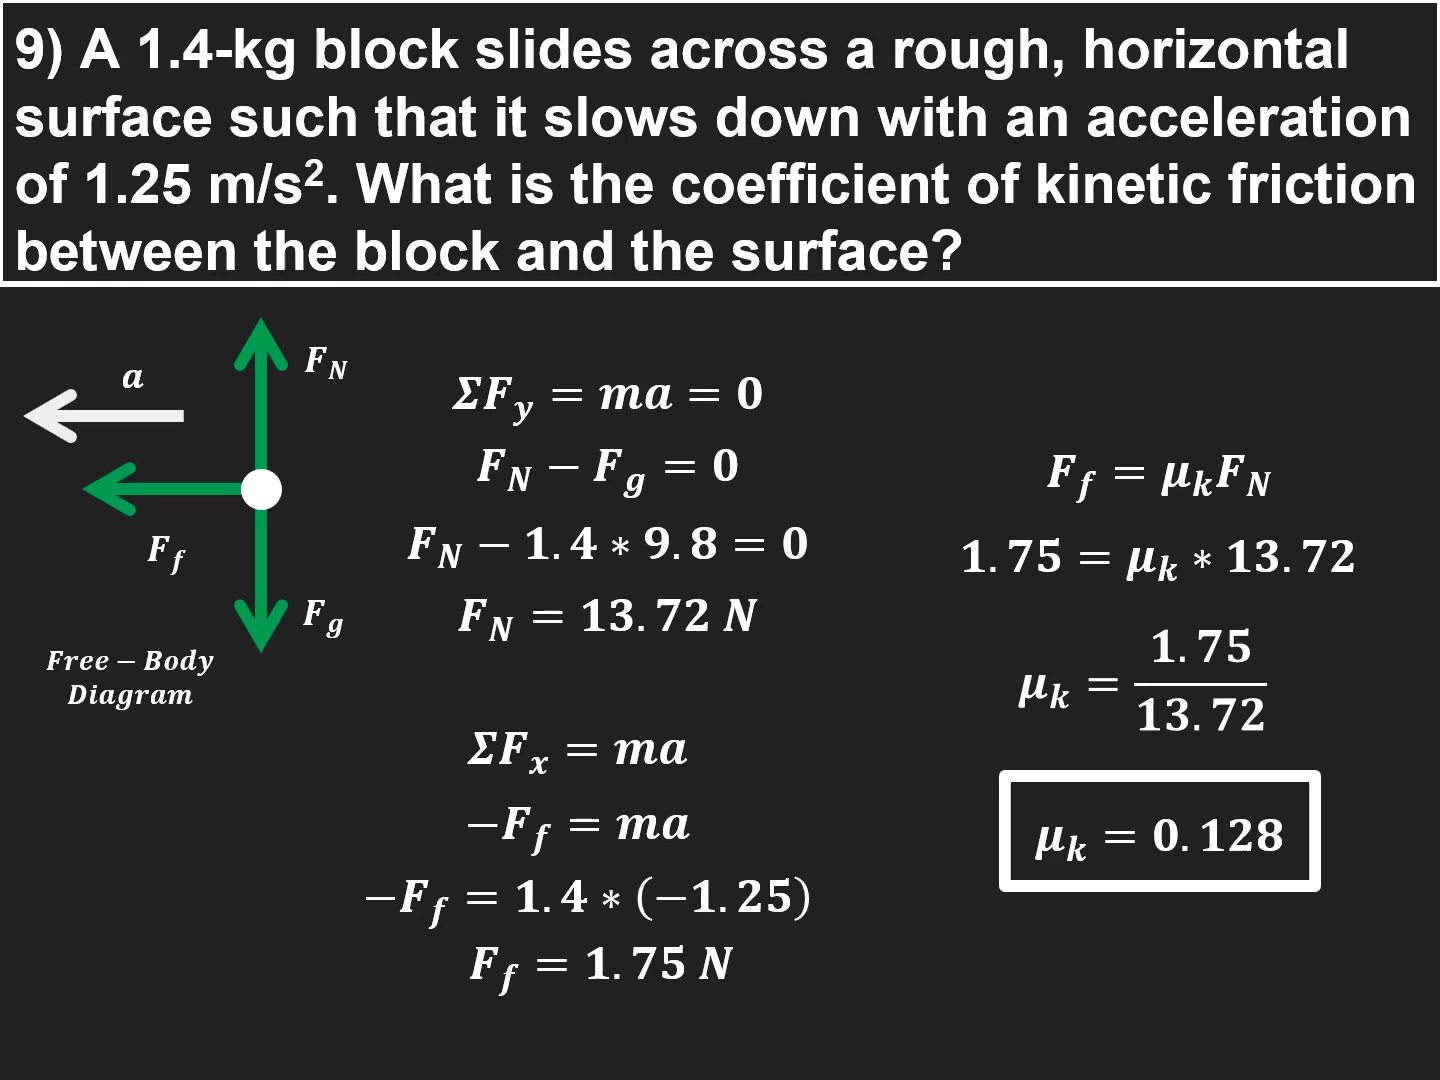 9) A 1.4-kg block slides across a rough, horizontal
surface such that it slows down with an acceleration
of 1.25 m/s². What is the coefficient of kinetic friction
between the block and the surface?
a
F_N
F_f
F_g
Free – Body
Diagram
ΣF_y = ma = 0
F_N − F_g = 0
F_N − 1.4 * 9.8 = 0
F_N = 13.72 N
ΣF_x = ma
−F_f = ma
−F_f = 1.4 * (−1.25)
F_f = 1.75 N
F_f = μ_k F_N
1.75 = μ_k * 13.72
μ_k = 1.75 / 13.72
μ_k = 0.128